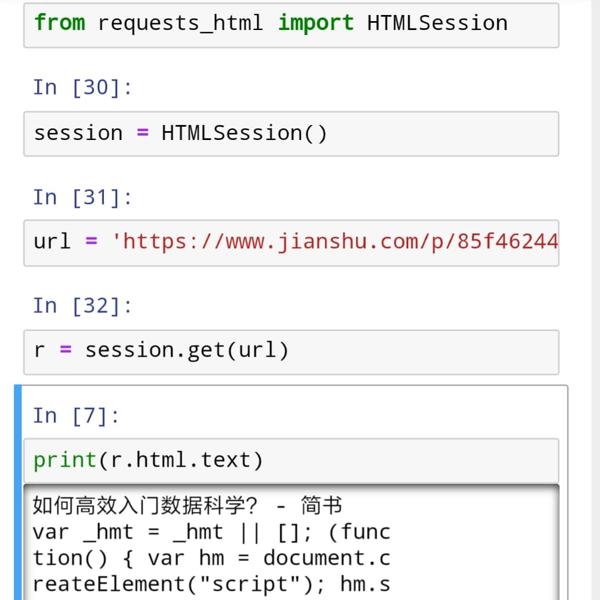 from requests_html import HTMLSession
In [30]:
session = HTMLSession()
In [31]:
url = 'https://www.jianshu.com/p/85f46244
In [32]:
r = session.get(url)
In [7]:
print(r.html.text)
如何高效入门数据科学？ - 简书
var _hmt = _hmt || []; (func
tion() { var hm = document.c
reateElement("script"); hm.s